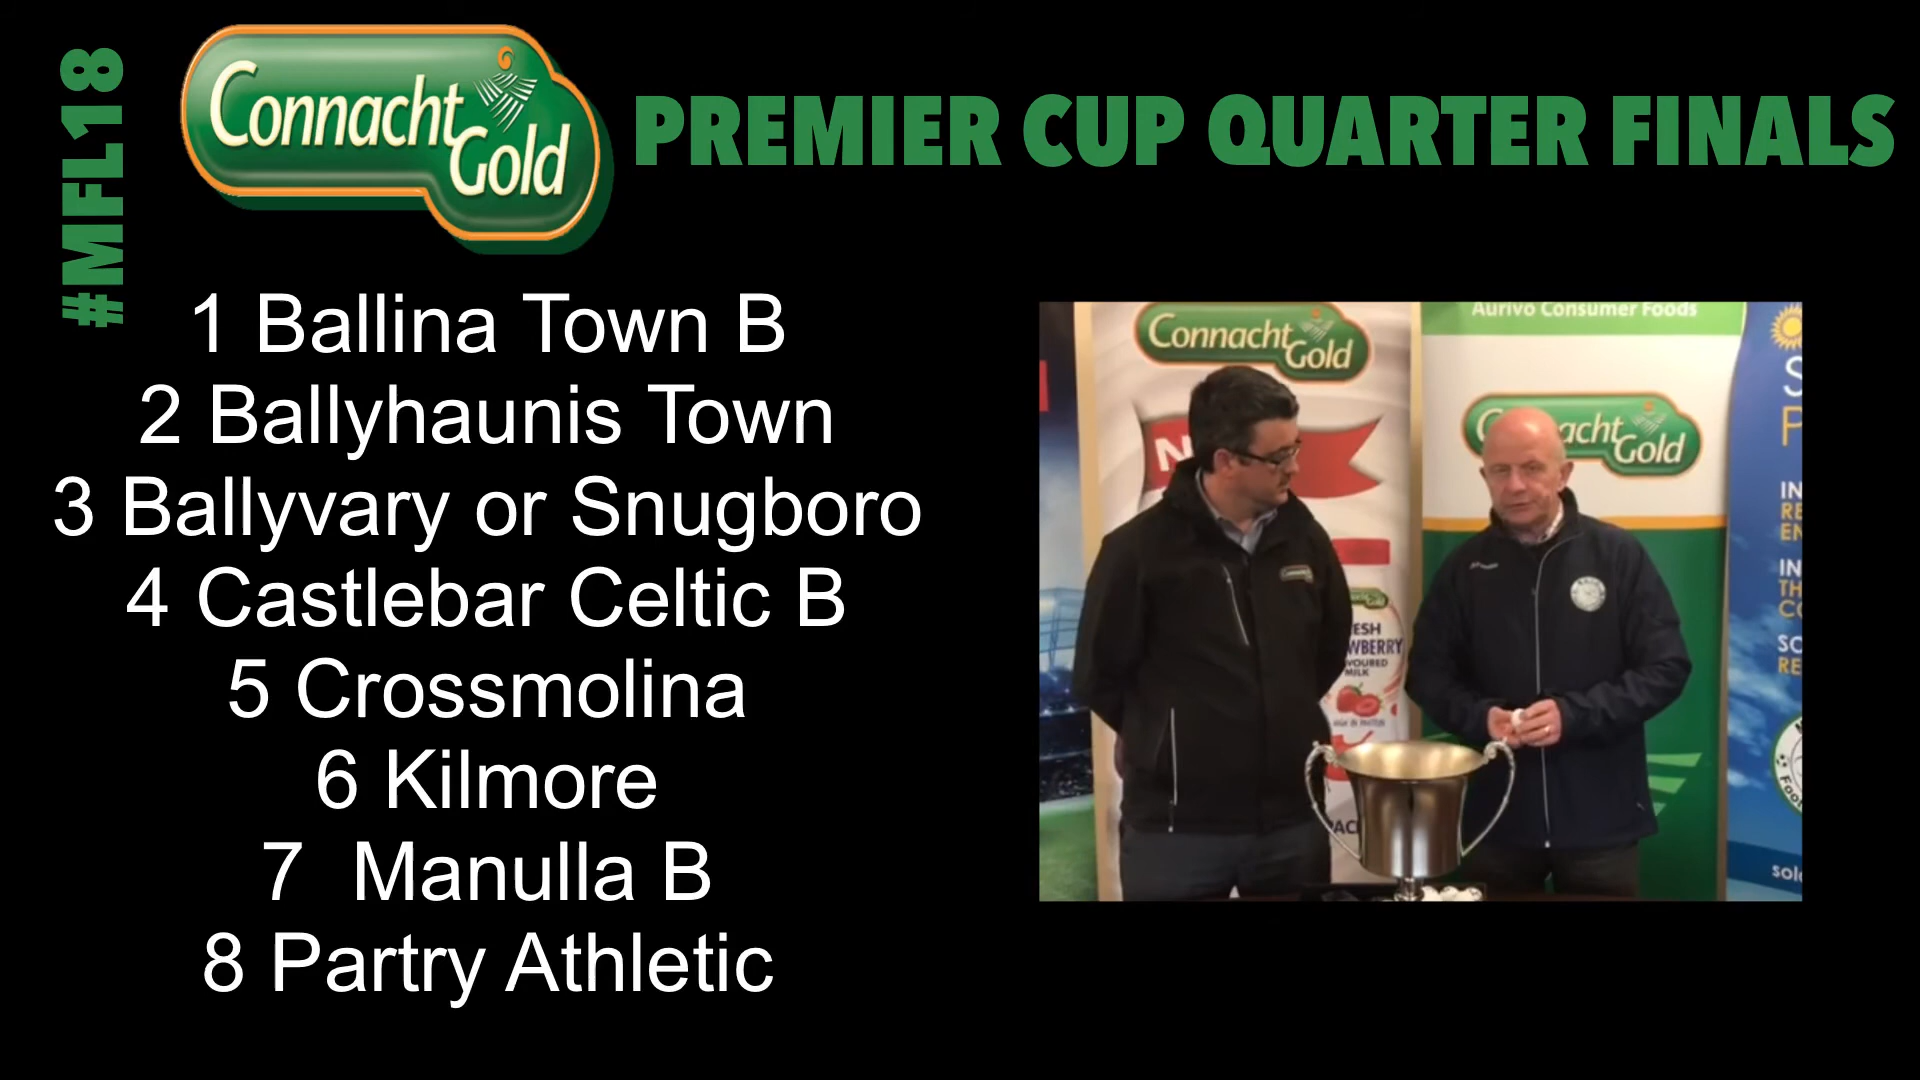 #MFL18
Connacht
Gold
PREMIER CUP QUARTER FINALS
1 Ballina Town B
2 Ballyhaunis Town
3 Ballyvary or Snugboro
4 Castlebar Celtic B
5 Crossmolina
6 Kilmore
7  Manulla B
8 Partry Athletic
Connacht
Gold
Aurivo Consumer Foods
Gold